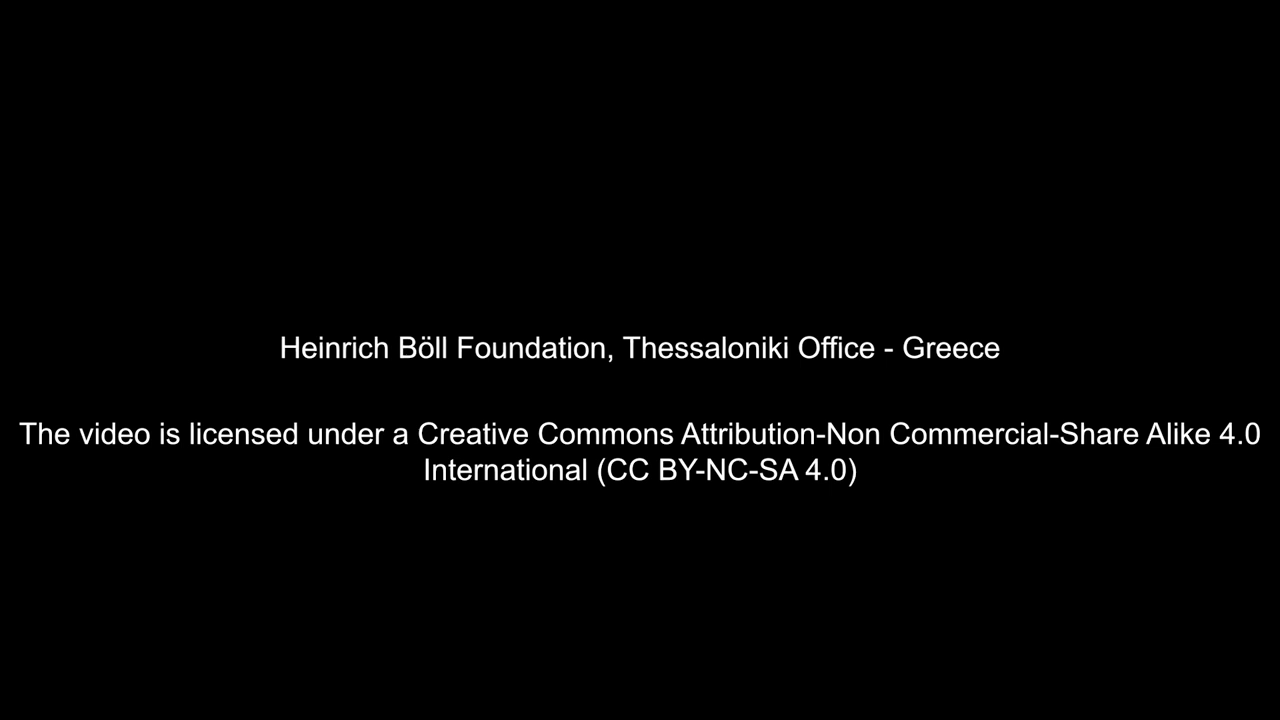 Heinrich Böll Foundation, Thessaloniki Office - Greece
The video is licensed under a Creative Commons Attribution-Non Commercial-Share Alike 4.0
International (CC BY-NC-SA 4.0)